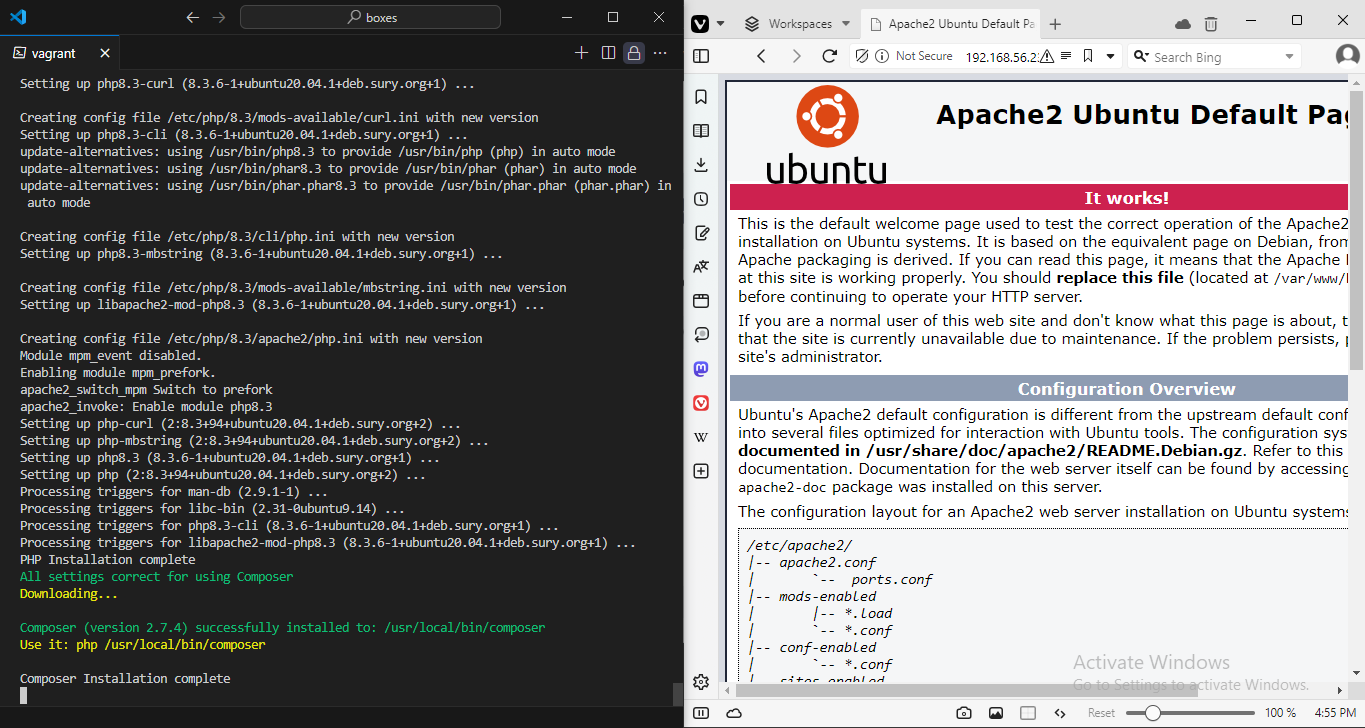 boxes
vagrant
Setting up php8.3-curl (8.3.6-1+ubuntu20.04.1+deb.sury.org+1) ...
Creating config file /etc/php/8.3/mods-available/curl.ini with new version
Setting up php8.3-cli (8.3.6-1+ubuntu20.04.1+deb.sury.org+1) ...
update-alternatives: using /usr/bin/php8.3 to provide /usr/bin/php (php) in auto mode
update-alternatives: using /usr/bin/phar8.3 to provide /usr/bin/phar (phar) in auto mode
update-alternatives: using /usr/bin/phar.phar8.3 to provide /usr/bin/phar.phar (phar.phar) in
auto mode
Creating config file /etc/php/8.3/cli/php.ini with new version
Setting up php8.3-mbstring (8.3.6-1+ubuntu20.04.1+deb.sury.org+1) ...
Creating config file /etc/php/8.3/mods-available/mbstring.ini with new version
Setting up libapache2-mod-php8.3 (8.3.6-1+ubuntu20.04.1+deb.sury.org+1) ...
Creating config file /etc/php/8.3/apache2/php.ini with new version
Module mpm_event disabled.
Enabling module mpm_prefork.
apache2_switch_mpm Switch to prefork
apache2_invoke: Enable module php8.3
Setting up php-curl (2:8.3+94+ubuntu20.04.1+deb.sury.org+2) ...
Setting up php-mbstring (2:8.3+94+ubuntu20.04.1+deb.sury.org+2) ...
Setting up php8.3 (8.3.6-1+ubuntu20.04.1+deb.sury.org+1) ...
Setting up php (2:8.3+94+ubuntu20.04.1+deb.sury.org+2) ...
Processing triggers for man-db (2.9.1-1) ...
Processing triggers for libc-bin (2.31-0ubuntu9.14) ...
Processing triggers for php8.3-cli (8.3.6-1+ubuntu20.04.1+deb.sury.org+1) ...
Processing triggers for libapache2-mod-php8.3 (8.3.6-1+ubuntu20.04.1+deb.sury.org+1) ...
PHP Installation complete
All settings correct for using Composer
Downloading...
Composer (version 2.7.4) successfully installed to: /usr/local/bin/composer
Use it: php /usr/local/bin/composer
Composer Installation complete
Workspaces
Apache2 Ubuntu Default Pa
Not Secure 192.168.56.2
Search Bing
ubuntu
Apache2 Ubuntu Default Pag
It works!
This is the default welcome page used to test the correct operation of the Apache2
installation on Ubuntu systems. It is based on the equivalent page on Debian, from
Apache packaging is derived. If you can read this page, it means that the Apache
at this site is working properly. You should replace this file (located at /var/www/
before continuing to operate your HTTP server.
If you are a normal user of this web site and don't know what this page is about, t
that the site is currently unavailable due to maintenance. If the problem persists, p
site's administrator.
Configuration Overview
Ubuntu's Apache2 default configuration is different from the upstream default conf
into several files optimized for interaction with Ubuntu tools. The configuration sys
documented in /usr/share/doc/apache2/README.Debian.gz. Refer to this
documentation. Documentation for the web server itself can be found by accessing
apache2-doc package was installed on this server.
The configuration layout for an Apache2 web server installation on Ubuntu systems
/etc/apache2/
|-- apache2.conf
|       `--  ports.conf
|-- mods-enabled
|       |-- *.load
|       `-- *.conf
|-- conf-enabled
|       `-- *.conf
|-- sites-enabled
Activate Windows
Go to Settings to activate Windows.
W
Reset
100 %
4:55 PM